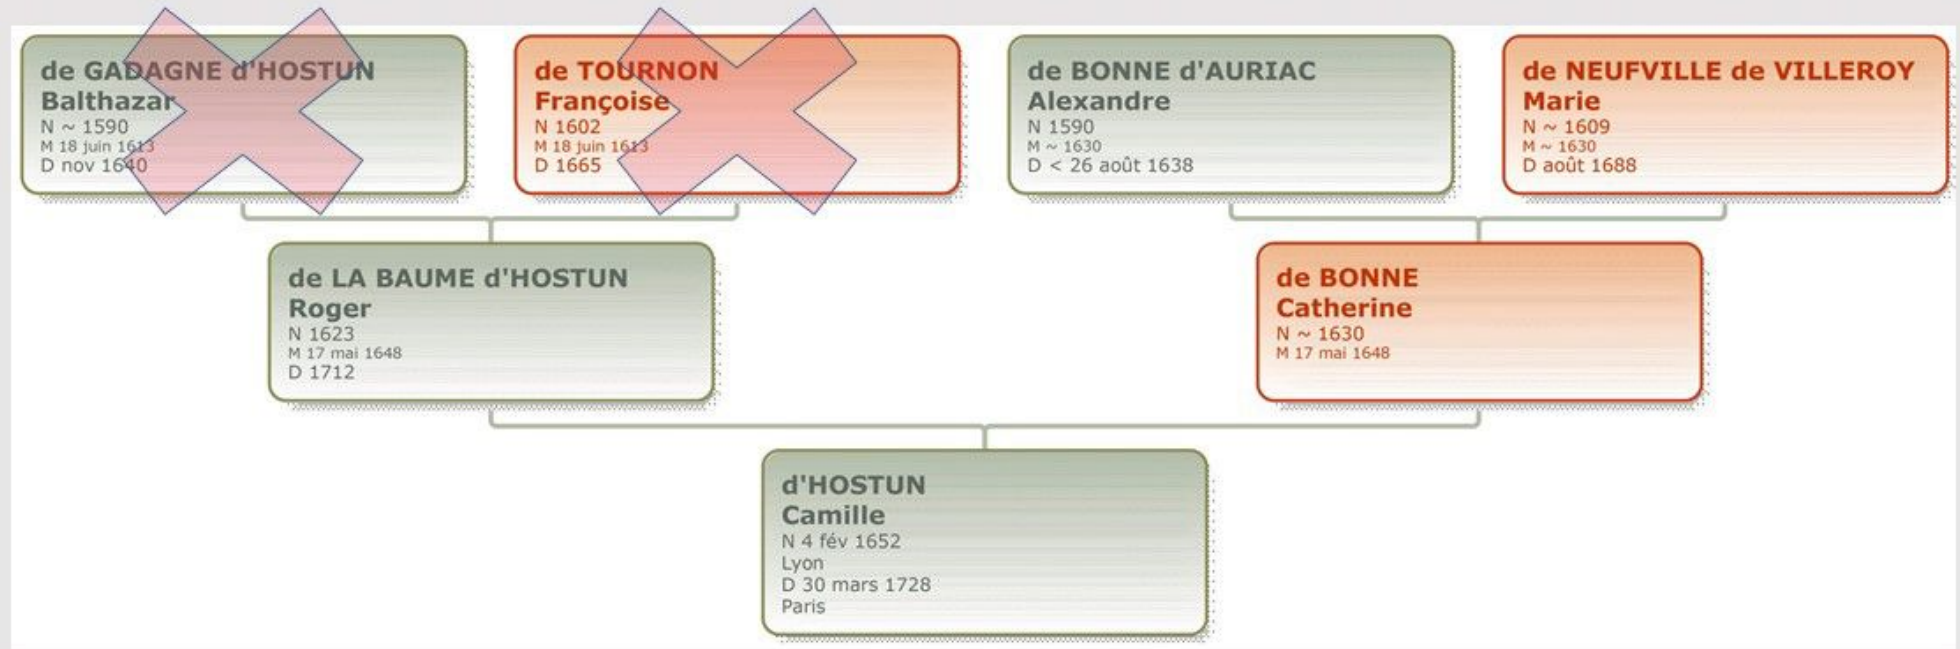 de GADAGNE d'HOSTUN
Balthazar
N ~ 1590
M 18 juin 1613
D nov 1640
de TOURNON
Françoise
N 1602
M 18 juin 1613
D 1665
de BONNE d'AURIAC
Alexandre
N 1590
M ~ 1630
D < 26 août 1638
de NEUFVILLE de VILLEROY
Marie
N ~ 1609
M ~ 1630
D août 1688
de LA BAUME d'HOSTUN
Roger
N 1623
M 17 mai 1648
D 1712
de BONNE
Catherine
N ~ 1630
M 17 mai 1648
d'HOSTUN
Camille
N 4 fév 1652
Lyon
D 30 mars 1728
Paris